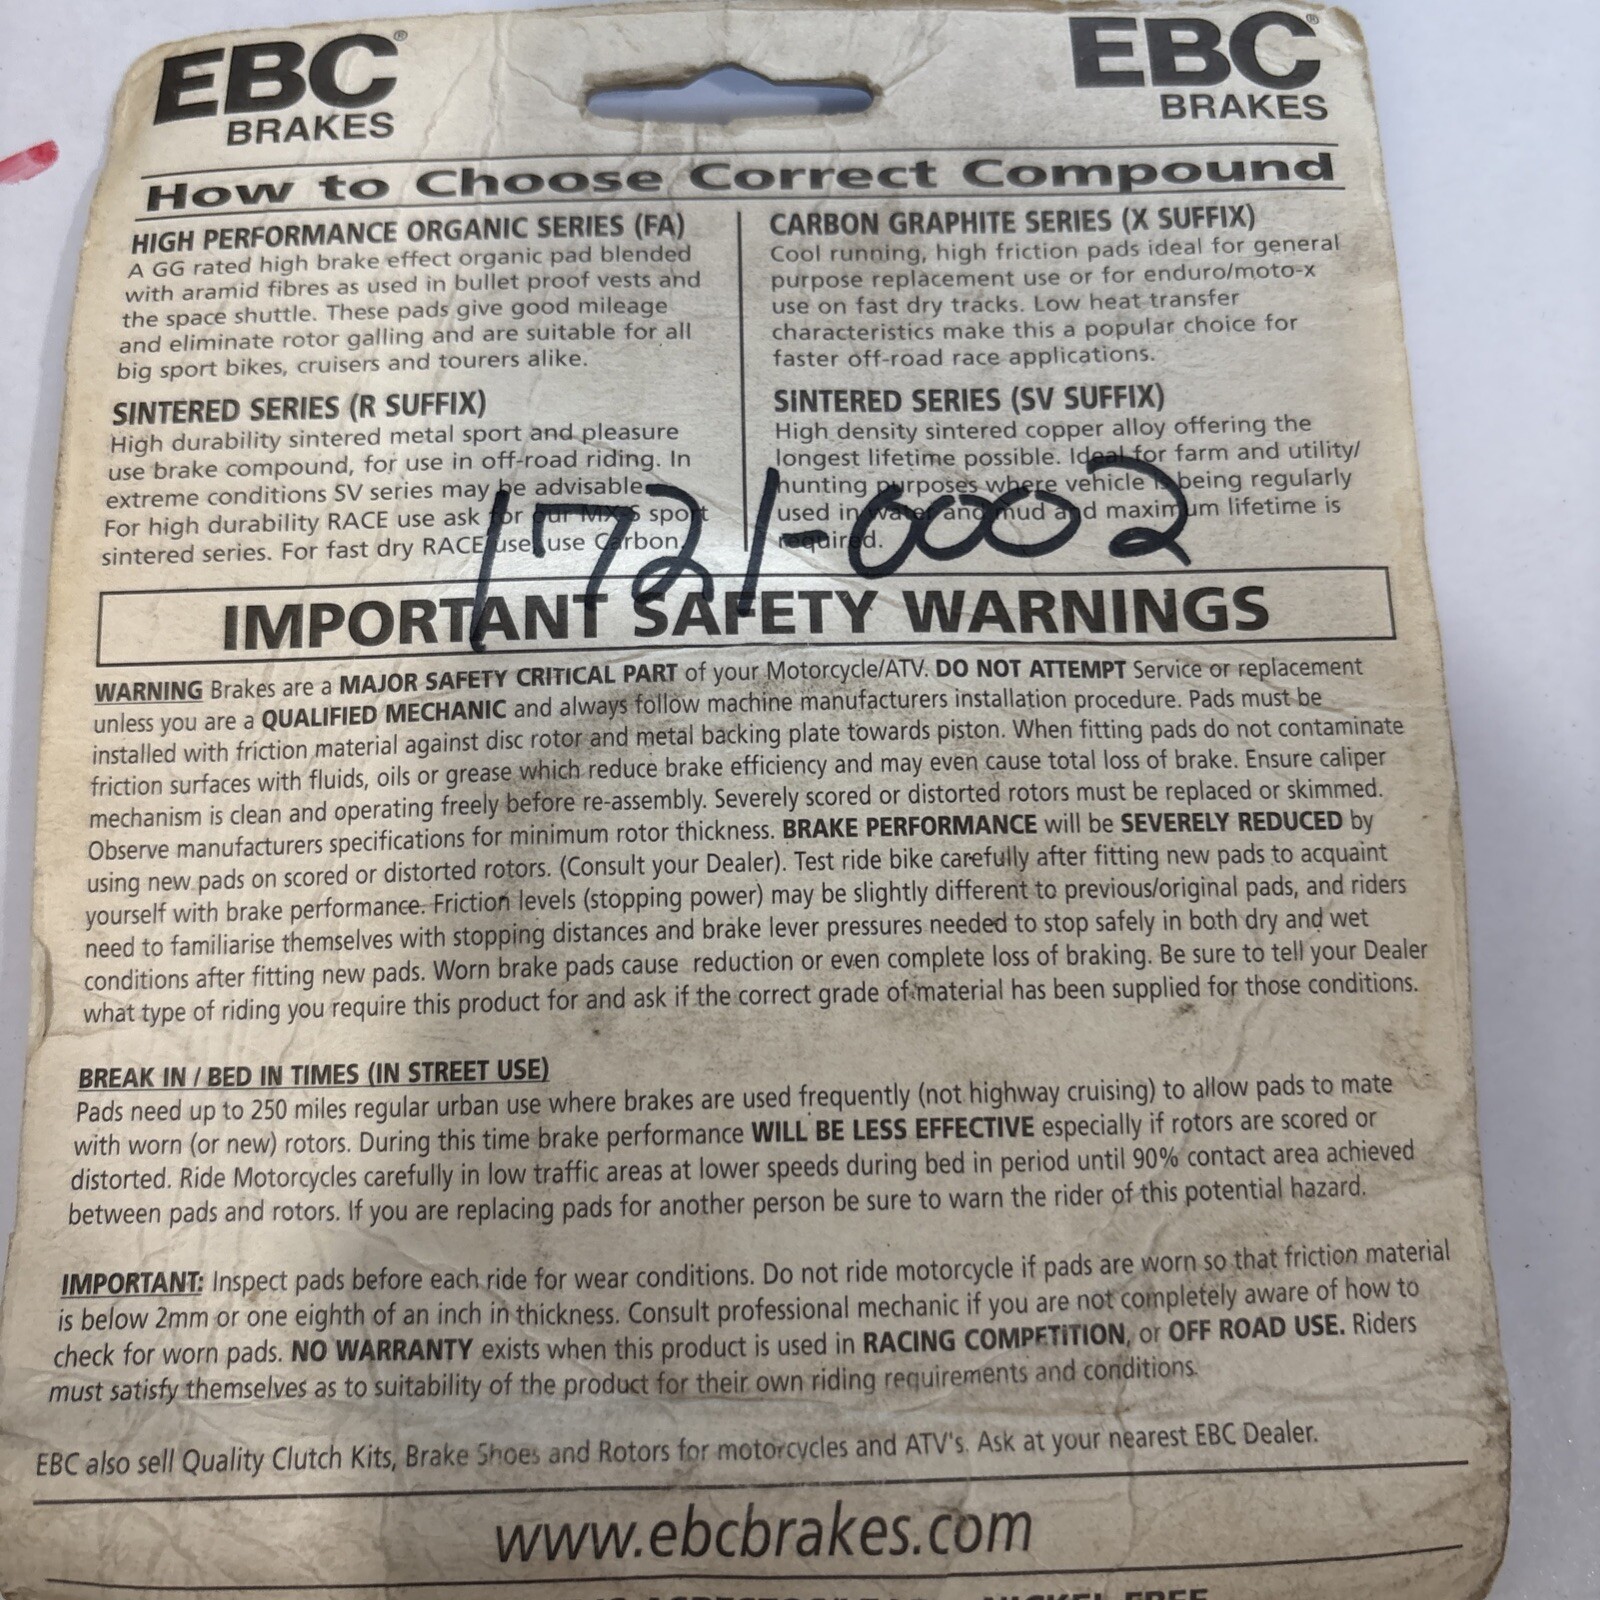 EBC® EBC®
BRAKES BRAKES
How to Choose Correct Compound
HIGH PERFORMANCE ORGANIC SERIES (FA)
A GG rated high brake effect organic pad blended
with aramid fibres as used in bullet proof vests and
the space shuttle. These pads give good mileage
and eliminate rotor galling and are suitable for all
big sport bikes, cruisers and tourers alike.
SINTERED SERIES (R SUFFIX)
High durability sintered metal sport and pleasure
use brake compound, for use in off-road riding. In
extreme conditions SV series may be advisable
For high durability RACE use ask for our MX-S sport
sintered series. For fast dry RACE use, use Carbon.
CARBON GRAPHITE SERIES (X SUFFIX)
Cool running, high friction pads ideal for general
purpose replacement use or for enduro/moto-x
use on fast dry tracks. Low heat transfer
characteristics make this a popular choice for
faster off-road race applications.
SINTERED SERIES (SV SUFFIX)
High density sintered copper alloy offering the
longest lifetime possible. Ideal for farm and utility/
hunting purposes where vehicle is being regularly
used in water and mud and maximum lifetime is
required.
1721-0002
IMPORTANT SAFETY WARNINGS
WARNING Brakes are a MAJOR SAFETY CRITICAL PART of your Motorcycle/ATV. DO NOT ATTEMPT Service or replacement
unless you are a QUALIFIED MECHANIC and always follow machine manufacturers installation procedure. Pads must be
installed with friction material against disc rotor and metal backing plate towards piston. When fitting pads do not contaminate
friction surfaces with fluids, oils or grease which reduce brake efficiency and may even cause total loss of brake. Ensure caliper
mechanism is clean and operating freely before re-assembly. Severely scored or distorted rotors must be replaced or skimmed.
Observe manufacturers specifications for minimum rotor thickness. BRAKE PERFORMANCE will be SEVERELY REDUCED by
using new pads on scored or distorted rotors. (Consult your Dealer). Test ride bike carefully after fitting new pads to acquaint
yourself with brake performance. Friction levels (stopping power) may be slightly different to previous/original pads, and riders
need to familiarise themselves with stopping distances and brake lever pressures needed to stop safely in both dry and wet
conditions after fitting new pads. Worn brake pads cause reduction or even complete loss of braking. Be sure to tell your Dealer
what type of riding you require this product for and ask if the correct grade of material has been supplied for those conditions.
BREAK IN / BED IN TIMES (IN STREET USE)
Pads need up to 250 miles regular urban use where brakes are used frequently (not highway cruising) to allow pads to mate
with worn (or new) rotors. During this time brake performance WILL BE LESS EFFECTIVE especially if rotors are scored or
distorted. Ride Motorcycles carefully in low traffic areas at lower speeds during bed in period until 90% contact area achieved
between pads and rotors. If you are replacing pads for another person be sure to warn the rider of this potential hazard.
IMPORTANT: Inspect pads before each ride for wear conditions. Do not ride motorcycle if pads are worn so that friction material
is below 2mm or one eighth of an inch in thickness. Consult professional mechanic if you are not completely aware of how to
check for worn pads. NO WARRANTY exists when this product is used in RACING COMPETITION, or OFF ROAD USE. Riders
must satisfy themselves as to suitability of the product for their own riding requirements and conditions.
EBC also sell Quality Clutch Kits, Brake Shoes and Rotors for motorcycles and ATV's. Ask at your nearest EBC Dealer.
www.ebcbrakes.com